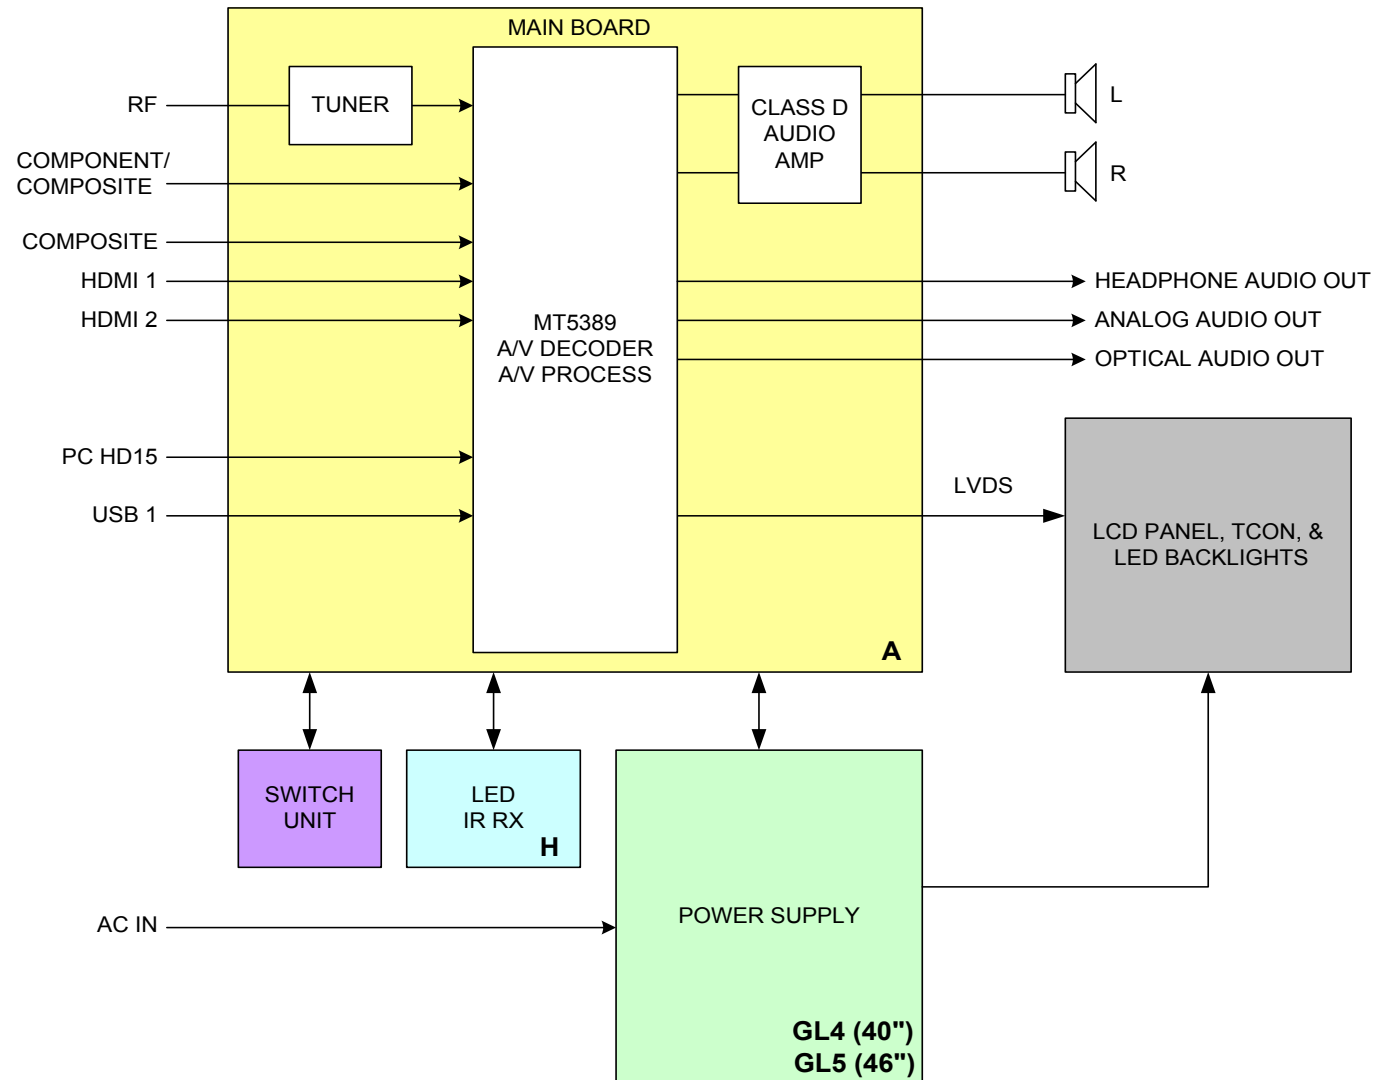 MAIN BOARD
RF
TUNER
CLASS D
AUDIO
AMP
L
R
COMPONENT/
COMPOSITE
COMPOSITE
HDMI 1
HDMI 2
MT5389
A/V DECODER
A/V PROCESS
HEADPHONE AUDIO OUT
ANALOG AUDIO OUT
OPTICAL AUDIO OUT
PC HD15
USB 1
LVDS
LCD PANEL, TCON, &
LED BACKLIGHTS
A
SWITCH
UNIT
LED
IR RX
H
AC IN
POWER SUPPLY
GL4 (40")
GL5 (46")